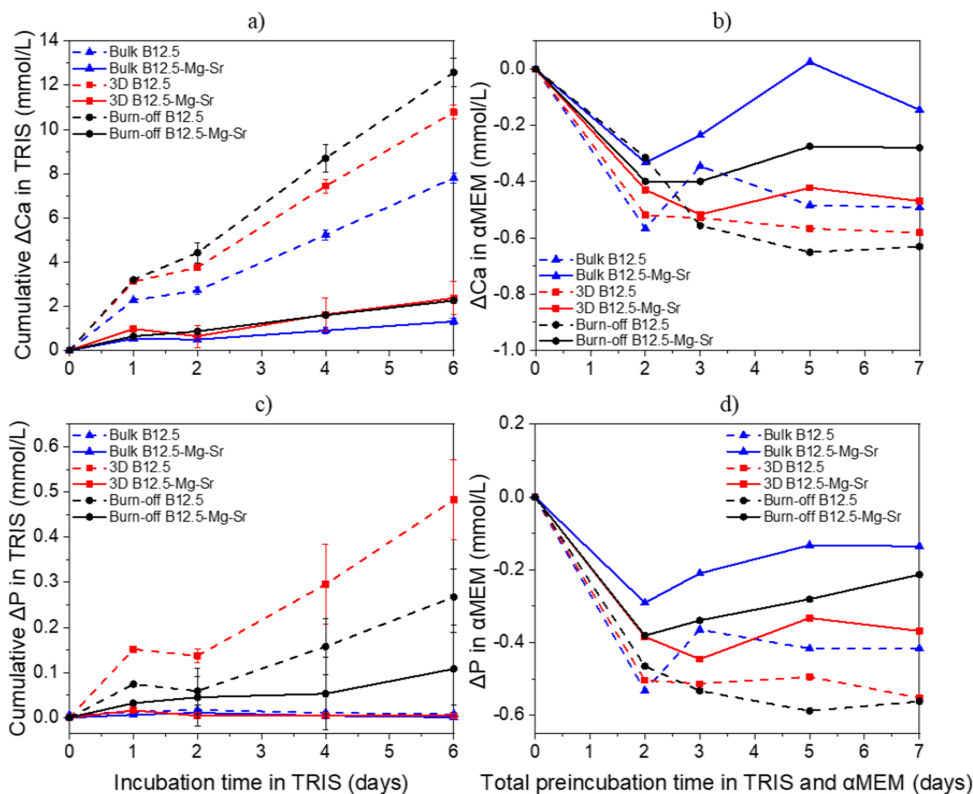 a)
Cumulative ΔCa in TRIS (mmol/L)
14
12
10
8
6
4
2
0
Bulk B12.5
Bulk B12.5-Mg-Sr
3D B12.5
3D B12.5-Mg-Sr
Burn-off B12.5
Burn-off B12.5-Mg-Sr
0 1 2 3 4 5 6
b)
ΔCa in αMEM (mmol/L)
0.0
-0.2
-0.4
-0.6
-0.8
-1.0
Bulk B12.5
Bulk B12.5-Mg-Sr
3D B12.5
3D B12.5-Mg-Sr
Burn-off B12.5
Burn-off B12.5-Mg-Sr
0 1 2 3 4 5 6 7
c)
Cumulative ΔP in TRIS (mmol/L)
0.6
0.5
0.4
0.3
0.2
0.1
0.0
Bulk B12.5
Bulk B12.5-Mg-Sr
3D B12.5
3D B12.5-Mg-Sr
Burn-off B12.5
Burn-off B12.5-Mg-Sr
0 1 2 3 4 5 6
Incubation time in TRIS (days)
d)
ΔP in αMEM (mmol/L)
0.2
0.0
-0.2
-0.4
-0.6
Bulk B12.5
Bulk B12.5-Mg-Sr
3D B12.5
3D B12.5-Mg-Sr
Burn-off B12.5
Burn-off B12.5-Mg-Sr
0 1 2 3 4 5 6 7
Total preincubation time in TRIS and αMEM (days)